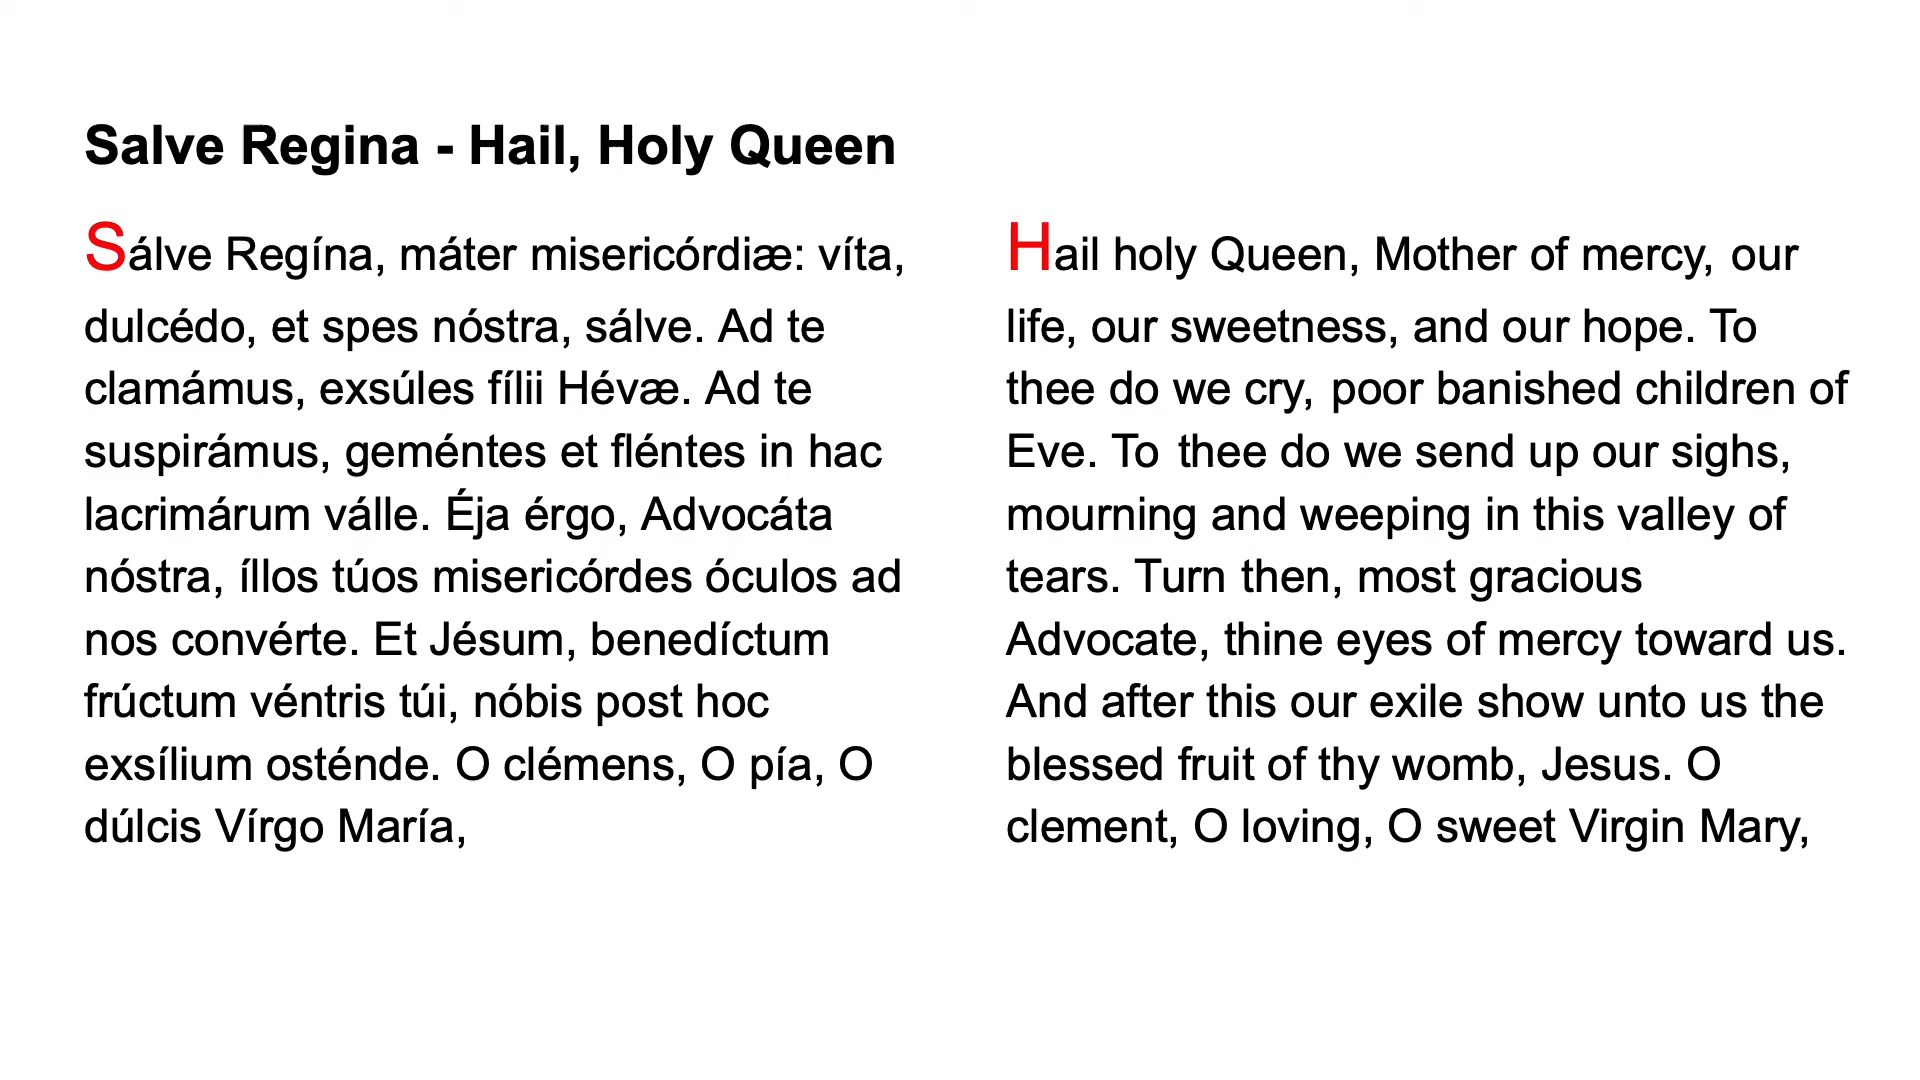 Salve Regina - Hail, Holy Queen
Sálve Regína, máter misericórdiæ: víta,
dulcédo, et spes nóstra, sálve. Ad te
clamámus, exsúles fílii Hévæ. Ad te
suspirámus, geméntes et fléntes in hac
lacrimárum válle. Éja érgo, Advocáta
nóstra, íllos túos misericórdes óculos ad
nos convérte. Et Jésum, benedíctum
frúctum véntris túi, nóbis post hoc
exsílium osténde. O clémens, O pía, O
dúlcis Vírgo María,
Hail holy Queen, Mother of mercy, our
life, our sweetness, and our hope. To
thee do we cry, poor banished children of
Eve. To thee do we send up our sighs,
mourning and weeping in this valley of
tears. Turn then, most gracious
Advocate, thine eyes of mercy toward us.
And after this our exile show unto us the
blessed fruit of thy womb, Jesus. O
clement, O loving, O sweet Virgin Mary,